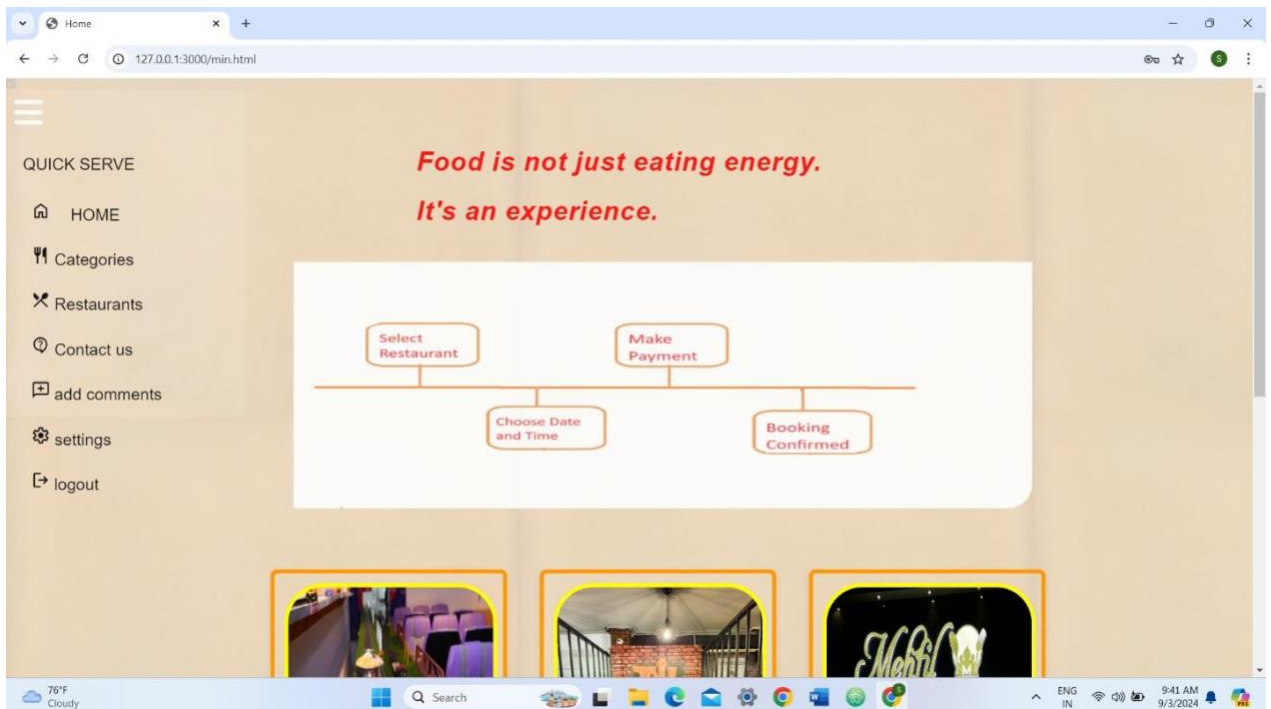 Home
127.0.0.1:3000/min.html
S
QUICK SERVE
HOME
Categories
Restaurants
Contact us
add comments
settings
logout
Food is not just eating energy.
It's an experience.
Select
Restaurant
Make
Payment
Choose Date
and Time
Booking
Confirmed
Mehfil
76°F
Cloudy
Search
ENG
IN
9:41 AM
9/3/2024